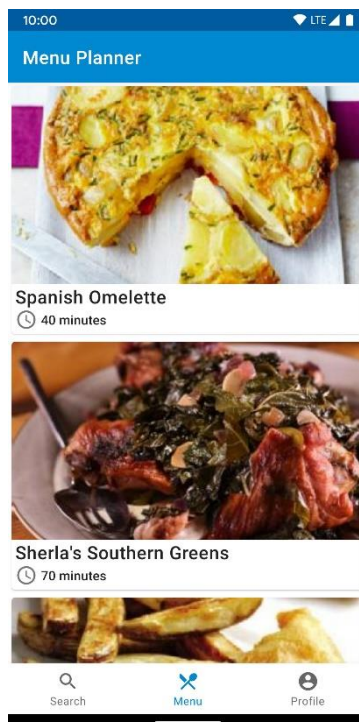 10:00
LTE
Menu Planner
Spanish Omelette
40 minutes
Sherla's Southern Greens
70 minutes
Search
Menu
Profile